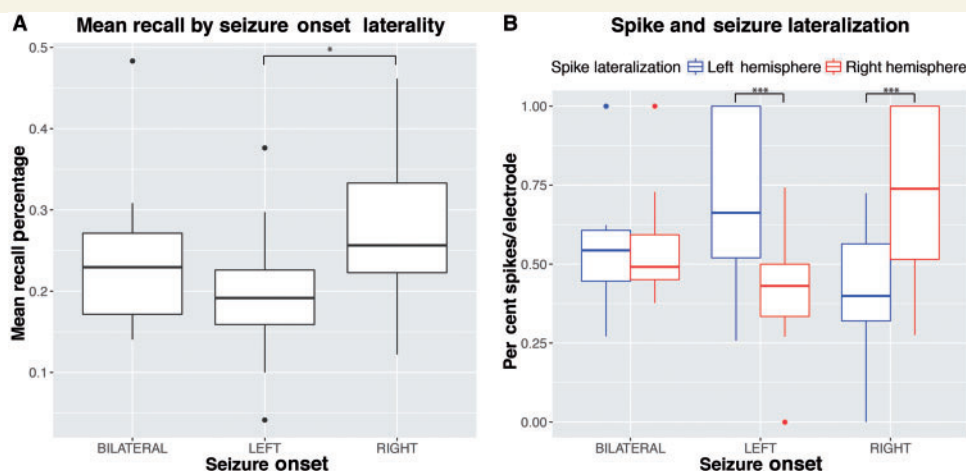 A Mean recall by seizure onset laterality
0.5
0.4
0.3
0.2
0.1
Mean recall percentage
*
BILATERAL LEFT RIGHT
Seizure onset
B Spike and seizure lateralization
Spike lateralization Left hemisphere Right hemisphere
1.00
0.75
0.50
0.25
0.00
Per cent spikes/electrode
*** ***
BILATERAL LEFT RIGHT
Seizure onset